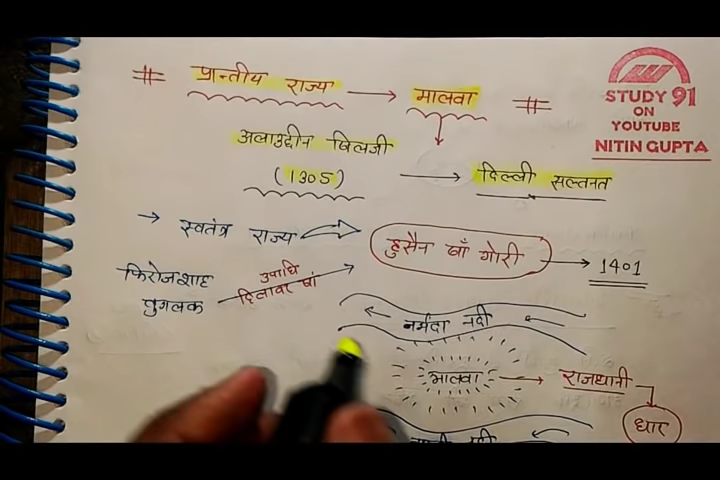 # प्रान्तीय राज्य → मालवा #
STUDY 91
ON
YOUTUBE
NITIN GUPTA
अलाउद्दीन खिलजी
(1305) → दिल्ली सल्तनत
→ स्वतंत्र राज्य
हुसैन खाँ गोरी → 1401
फिरोजशाह तुगलक
उपाधि
दिलावर खां
नर्मदा नदी
मालवा → राजधानी
धार
नदी